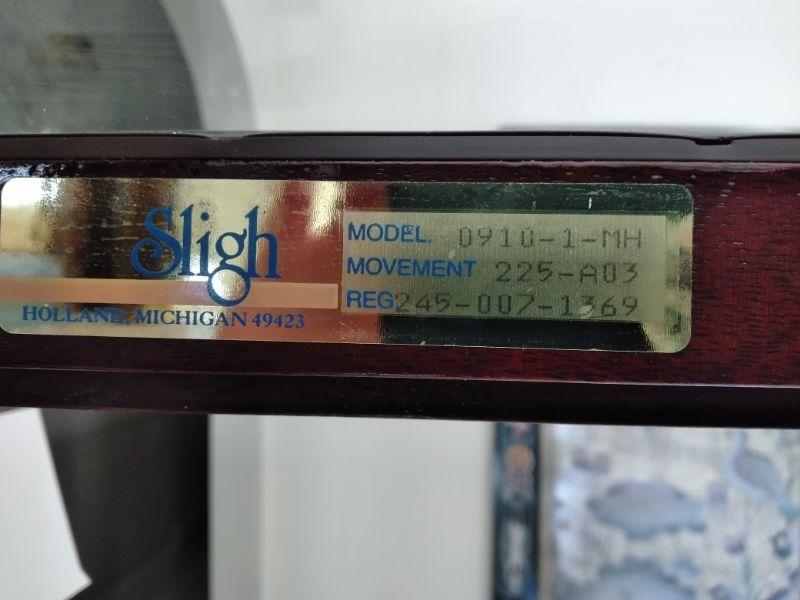 Sligh
HOLLAND, MICHIGAN 49423
MODEL 0910-1-MH
MOVEMENT 225-A03
REG 245-007-1369